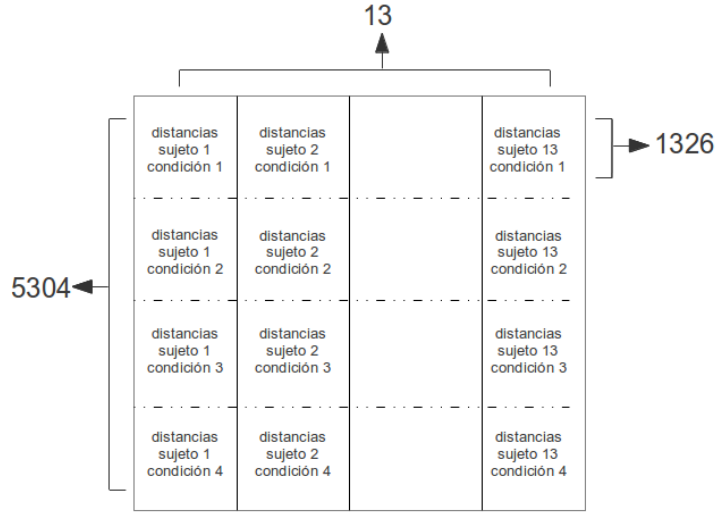 13
distancias
sujeto 1
condición 1
distancias
sujeto 2
condición 1
distancias
sujeto 13
condición 1
1326
distancias
sujeto 1
condición 2
distancias
sujeto 2
condición 2
distancias
sujeto 13
condición 2
5304
distancias
sujeto 1
condición 3
distancias
sujeto 2
condición 3
distancias
sujeto 13
condición 3
distancias
sujeto 1
condición 4
distancias
sujeto 2
condición 4
distancias
sujeto 13
condición 4